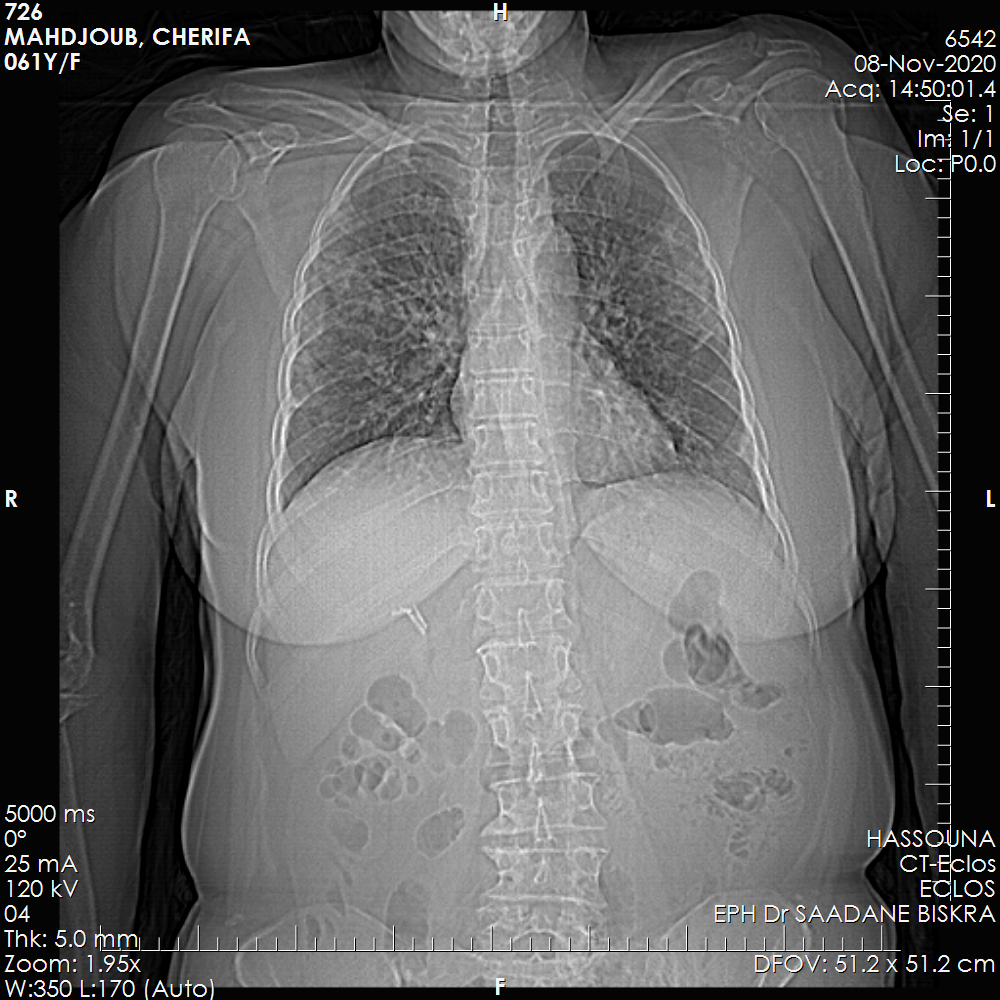 726
MAHDJOUB, CHERIFA
061Y/F
H
6542
08-Nov-2020
Acq: 14:50:01.4
Se: 1
Im: 1/1
Loc: P0.0
R
L
5000 ms
0°
25 mA
120 kV
04
Thk: 5.0 mm
Zoom: 1.95x
W:350 L:170 (Auto)
F
HASSOUNA
CT-Eclos
ECLOS
EPH Dr SAADANE BISKRA
DFOV: 51.2 x 51.2 cm